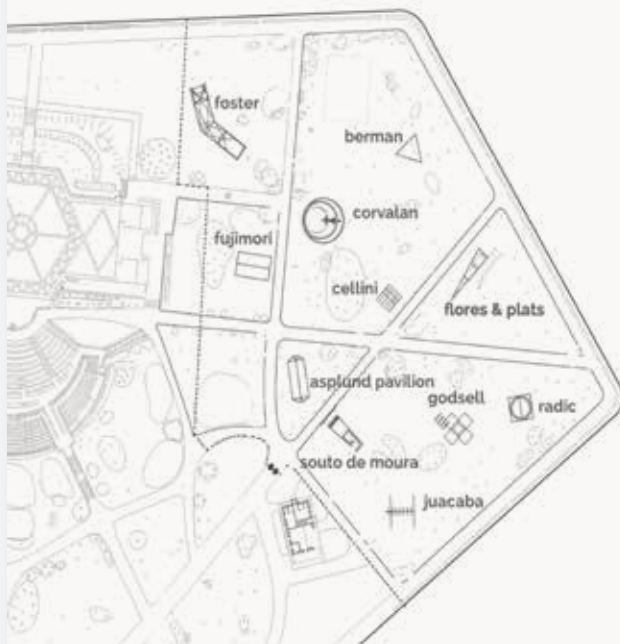 foster
berman
corvalan
fujimori
cellini
flores & plats
asplund pavilion
godsell
radic
souto de moura
juacaba